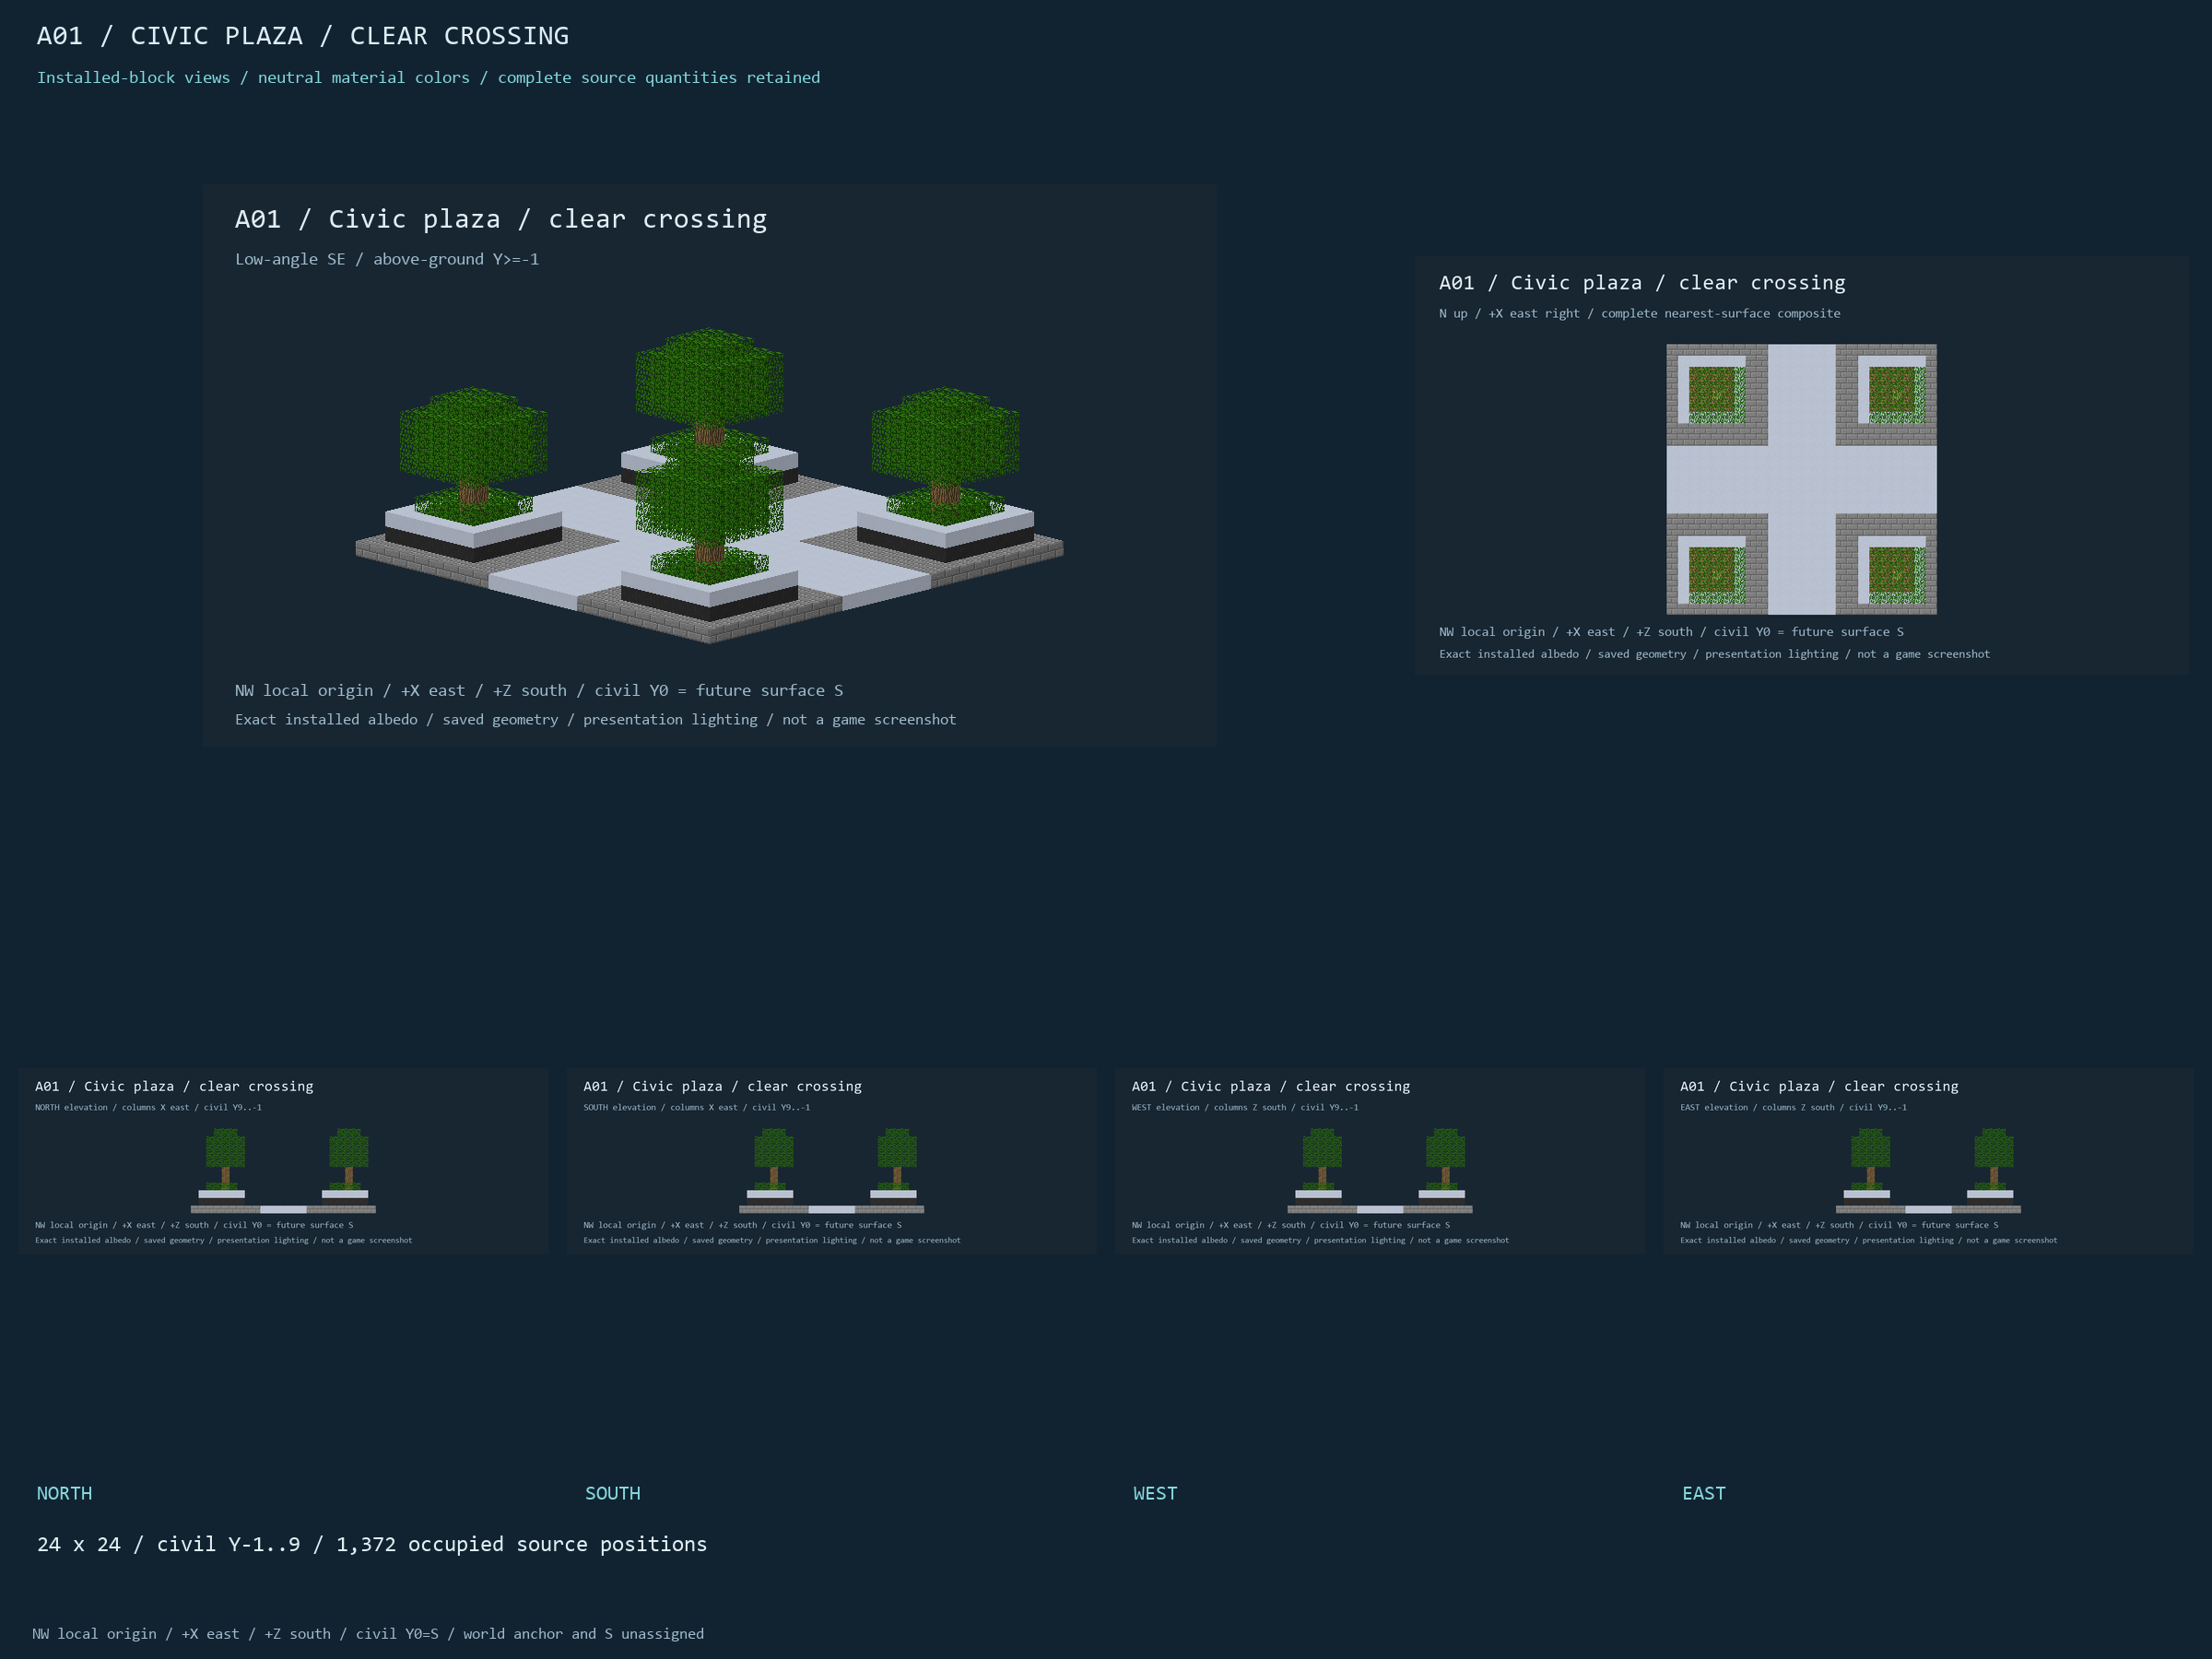 A01 / CIVIC PLAZA / CLEAR CROSSING
Installed-block views / neutral material colors / complete source quantities retained
A01 / Civic plaza / clear crossing
Low-angle SE / above-ground Y>=-1
NW local origin / +X east / +Z south / civil Y0 = future surface S
Exact installed albedo / saved geometry / presentation lighting / not a game screenshot
A01 / Civic plaza / clear crossing
N up / +X east right / complete nearest-surface composite
NW local origin / +X east / +Z south / civil Y0 = future surface S
Exact installed albedo / saved geometry / presentation lighting / not a game screenshot
A01 / Civic plaza / clear crossing
NORTH elevation / columns X east / civil Y9..-1
NW local origin / +X east / +Z south / civil Y0 = future surface S
Exact installed albedo / saved geometry / presentation lighting / not a game screenshot
A01 / Civic plaza / clear crossing
SOUTH elevation / columns X east / civil Y9..-1
NW local origin / +X east / +Z south / civil Y0 = future surface S
Exact installed albedo / saved geometry / presentation lighting / not a game screenshot
A01 / Civic plaza / clear crossing
WEST elevation / columns Z south / civil Y9..-1
NW local origin / +X east / +Z south / civil Y0 = future surface S
Exact installed albedo / saved geometry / presentation lighting / not a game screenshot
A01 / Civic plaza / clear crossing
EAST elevation / columns Z south / civil Y9..-1
NW local origin / +X east / +Z south / civil Y0 = future surface S
Exact installed albedo / saved geometry / presentation lighting / not a game screenshot
NORTH
SOUTH
WEST
EAST
24 x 24 / civil Y-1..9 / 1,372 occupied source positions
NW local origin / +X east / +Z south / civil Y0=S / world anchor and S unassigned